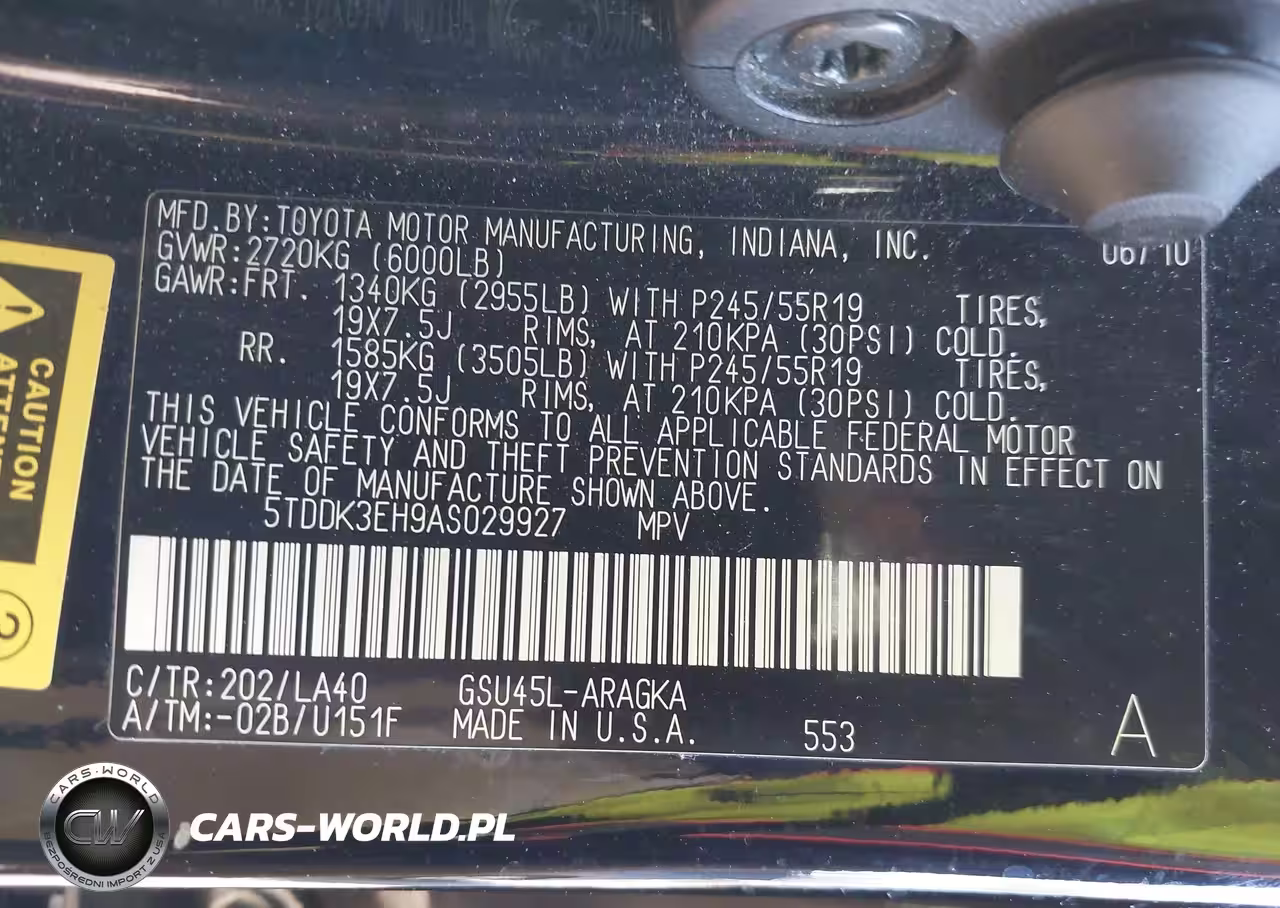 MFD.BY:TOYOTA MOTOR MANUFACTURING, INDIANA, INC. 06/10
GVWR:2720KG (6000LB)
GAWR:FRT. 1340KG (2955LB) WITH P245/55R19 TIRES,
19X7.5J RIMS, AT 210KPA (30PSI) COLD.
RR. 1585KG (3505LB) WITH P245/55R19 TIRES,
19X7.5J RIMS, AT 210KPA (30PSI) COLD.
THIS VEHICLE CONFORMS TO ALL APPLICABLE FEDERAL MOTOR
VEHICLE SAFETY AND THEFT PREVENTION STANDARDS IN EFFECT ON
THE DATE OF MANUFACTURE SHOWN ABOVE.
5TDDK3EH9AS029927 MPV
C/TR:202/LA40 GSU45L-ARAGKA
A/TM:-02B/U151F MADE IN U.S.A. 553 A
CAUTION
CARS-WORLD
CW
BEZPOŚREDNI IMPORT Z USA
CARS-WORLD.PL